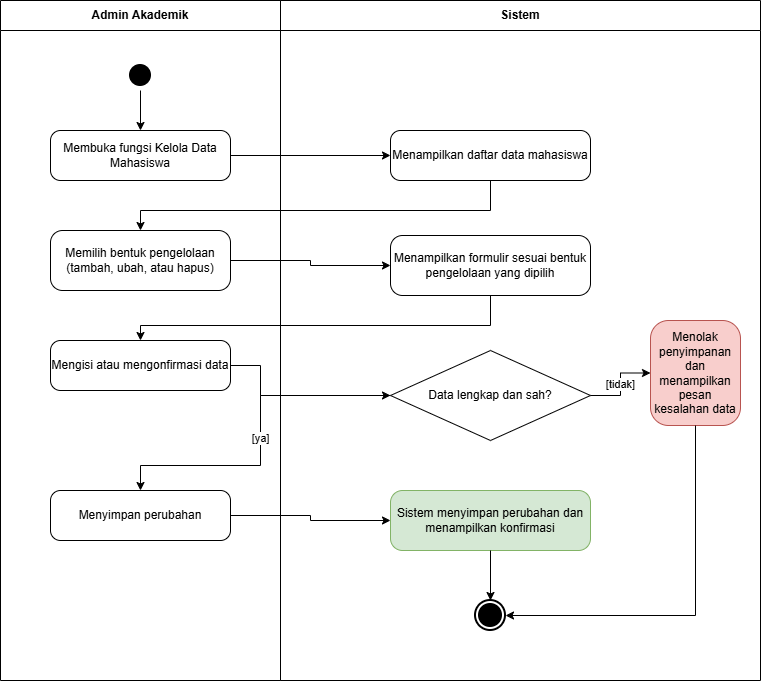 Admin Akademik
Sistem
Membuka fungsi Kelola Data
Mahasiswa
Menampilkan daftar data mahasiswa
Memilih bentuk pengelolaan
(tambah, ubah, atau hapus)
Menampilkan formulir sesuai bentuk
pengelolaan yang dipilih
Mengisi atau mengonfirmasi data
Data lengkap dan sah?
[tidak]
Menolak
penyimpanan
dan
menampilkan
pesan
kesalahan data
[ya]
Menyimpan perubahan
Sistem menyimpan perubahan dan
menampilkan konfirmasi